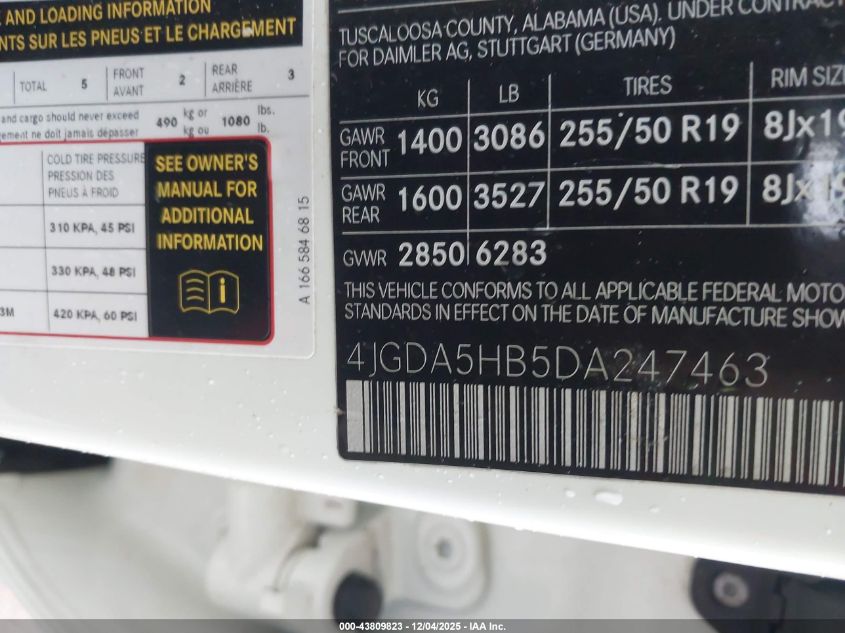 E AND LOADING INFORMATION
NTS SUR LES PNEUS ET LE CHARGEMENT
TOTAL 5 FRONT AVANT 2 REAR ARRIÈRE 3
and cargo should never exceed 490 kg or 1080 lbs.
gement ne doit jamais dépasser kg ou lb.
COLD TIRE PRESSURE
PRESSION DES
PNEUS À FROID
310 KPA, 45 PSI
330 KPA, 48 PSI
3M 420 KPA, 60 PSI
SEE OWNER'S
MANUAL FOR
ADDITIONAL
INFORMATION
A 166 584 68 15
TUSCALOOSA COUNTY, ALABAMA (USA). UNDER CONTRACT
FOR DAIMLER AG, STUTTGART (GERMANY)
KG LB TIRES RIM SIZE
GAWR FRONT 1400 3086 255/50 R19 8Jx19
GAWR REAR 1600 3527 255/50 R19 8Jx19
GVWR 2850 6283
THIS VEHICLE CONFORMS TO ALL APPLICABLE FEDERAL MOTO
STANDARDS IN EFFECT ON THE DATE OF MANUFACTURE SHOW
4JGDA5HB5DA247463
000-43809823 - 12/04/2025 - IAA Inc.